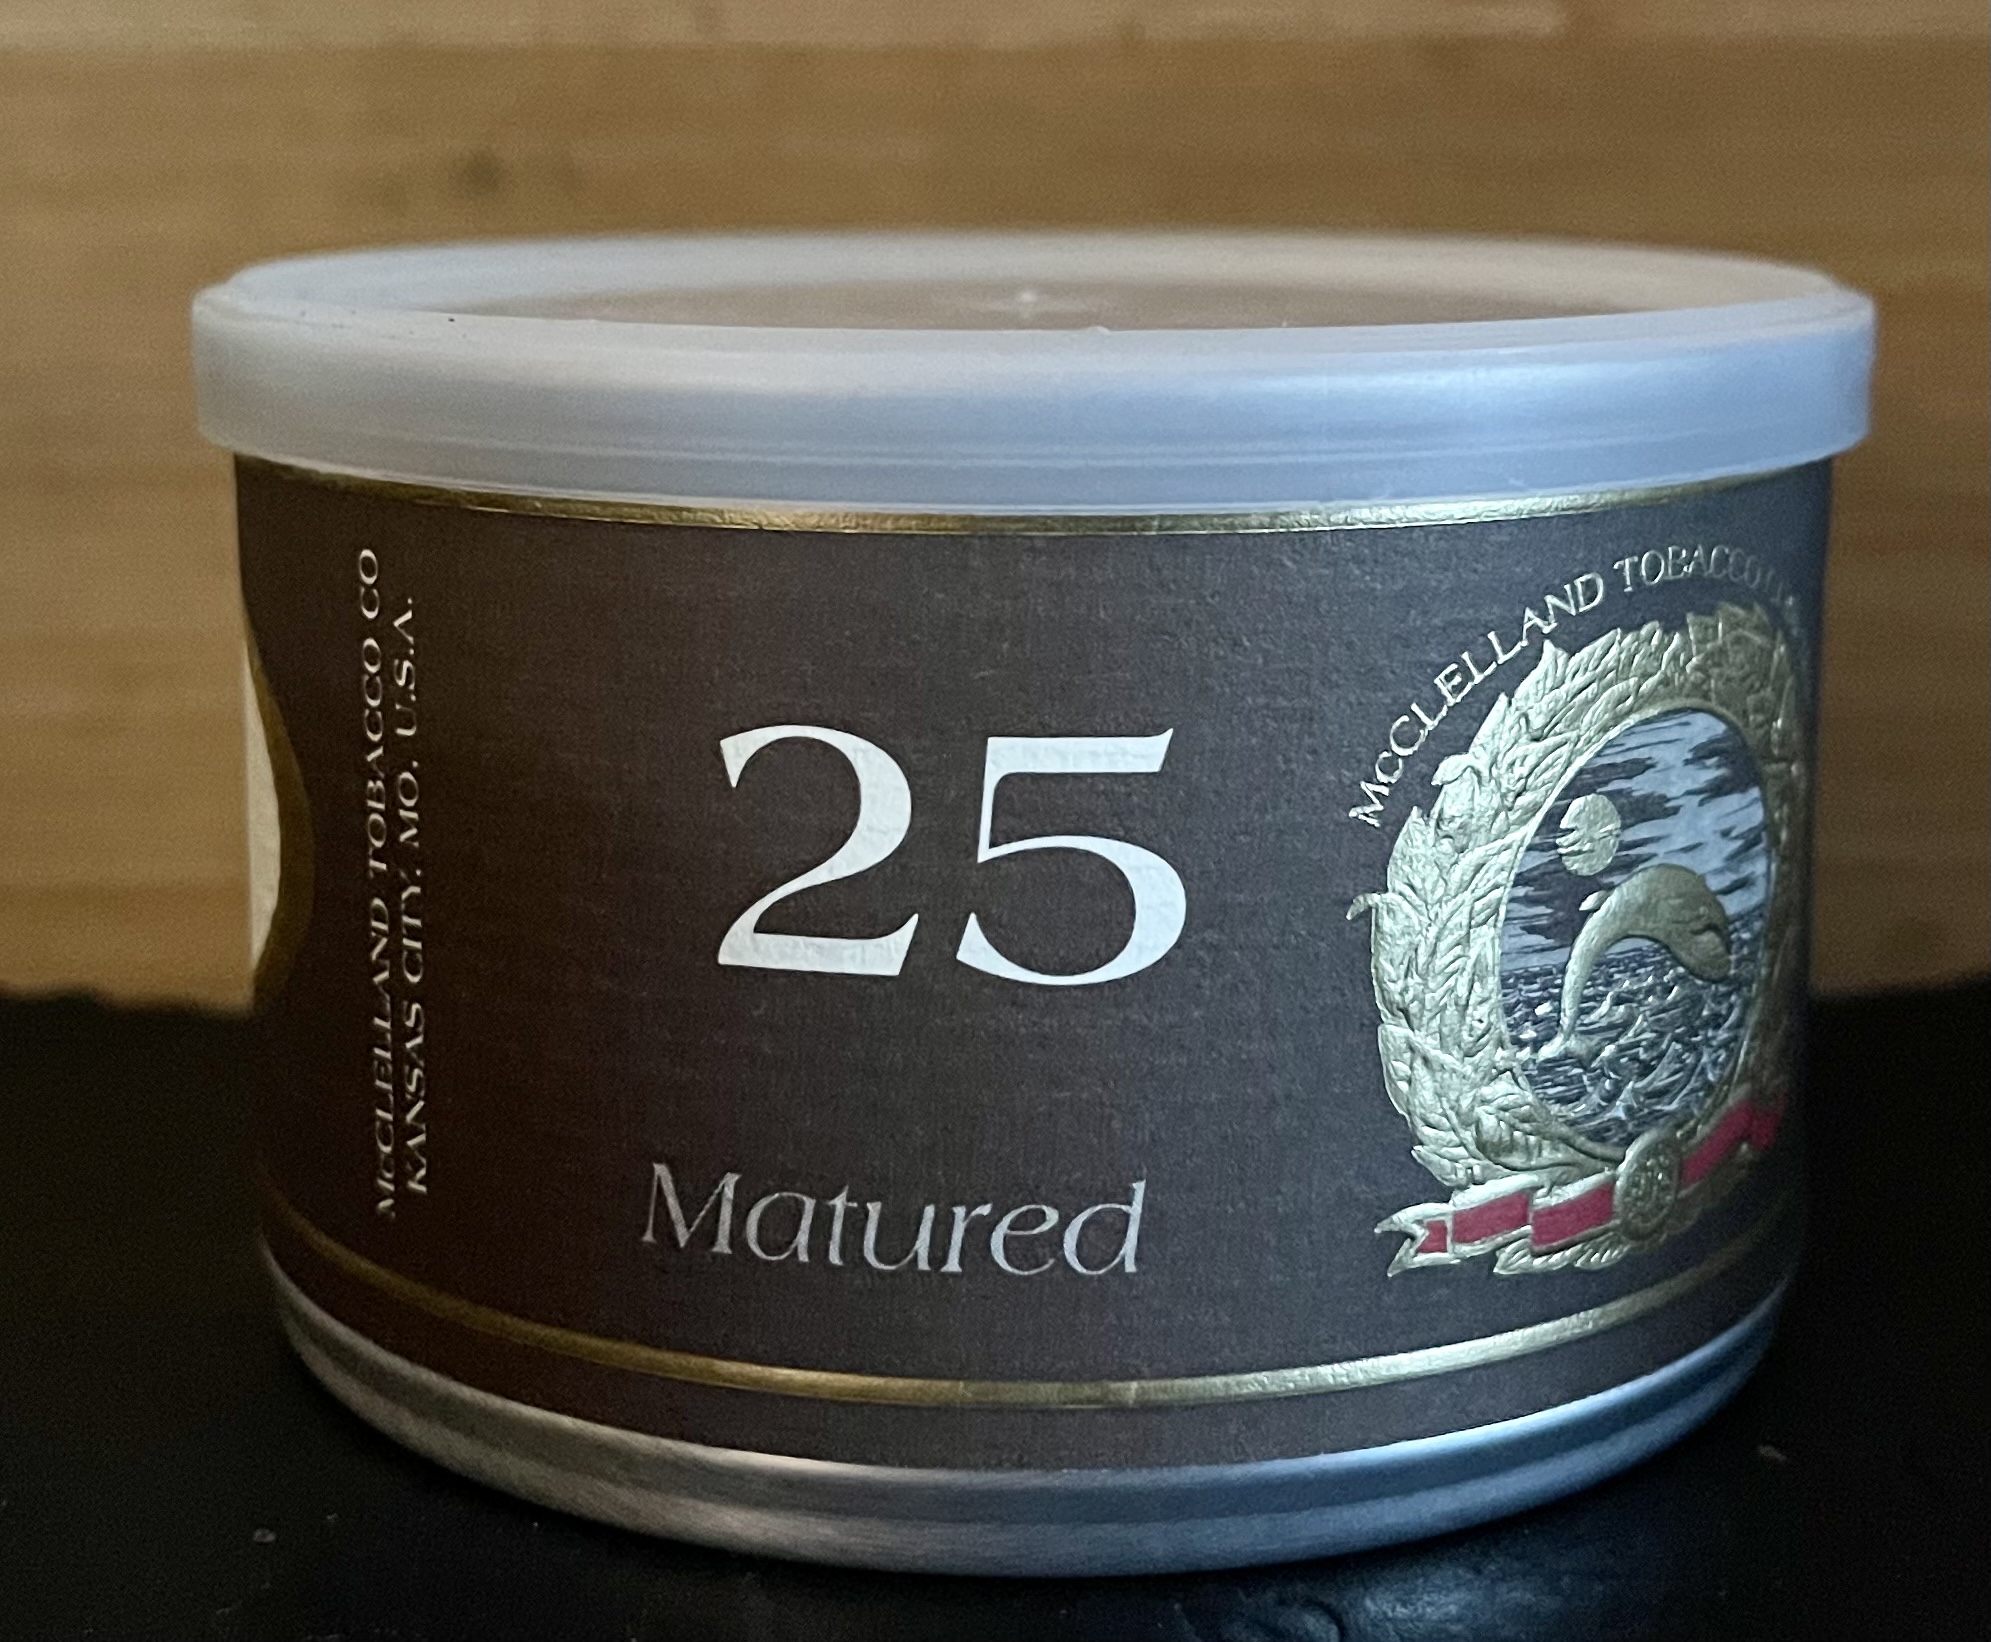 McCLELLAND TOBACCO CO
KANSAS CITY, MO. U.S.A.
25
Matured
McCLELLAND TOBACCO